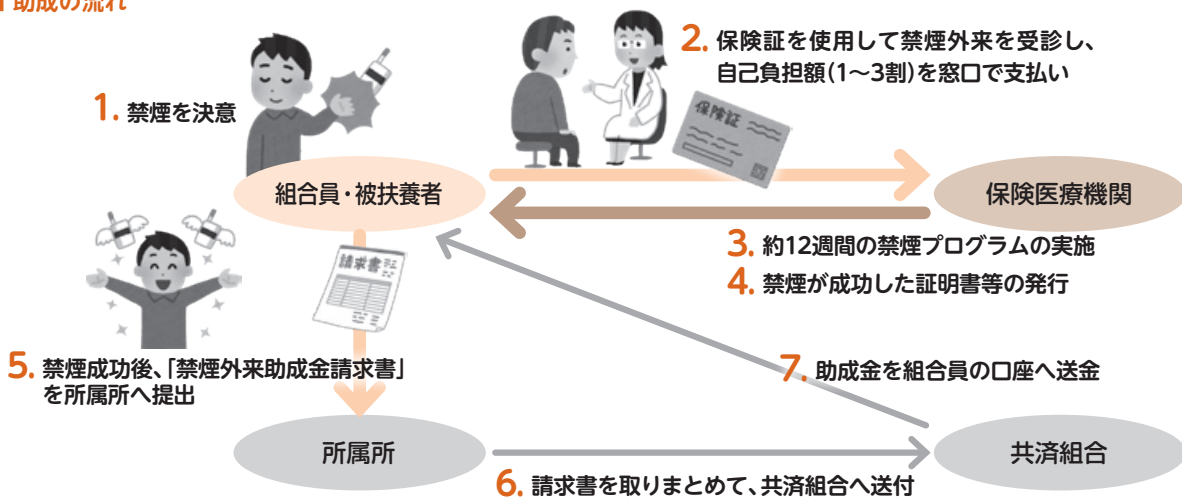 助成の流れ
1. 禁煙を決意
2. 保険証を使用して禁煙外来を受診し、
自己負担額(1～3割)を窓口で支払い
保険証
組合員・被扶養者
保険医療機関
3. 約12週間の禁煙プログラムの実施
4. 禁煙が成功した証明書等の発行
請求書
5. 禁煙成功後、「禁煙外来助成金請求書」
を所属所へ提出
7. 助成金を組合員の口座へ送金
所属所
共済組合
6. 請求書を取りまとめて、共済組合へ送付